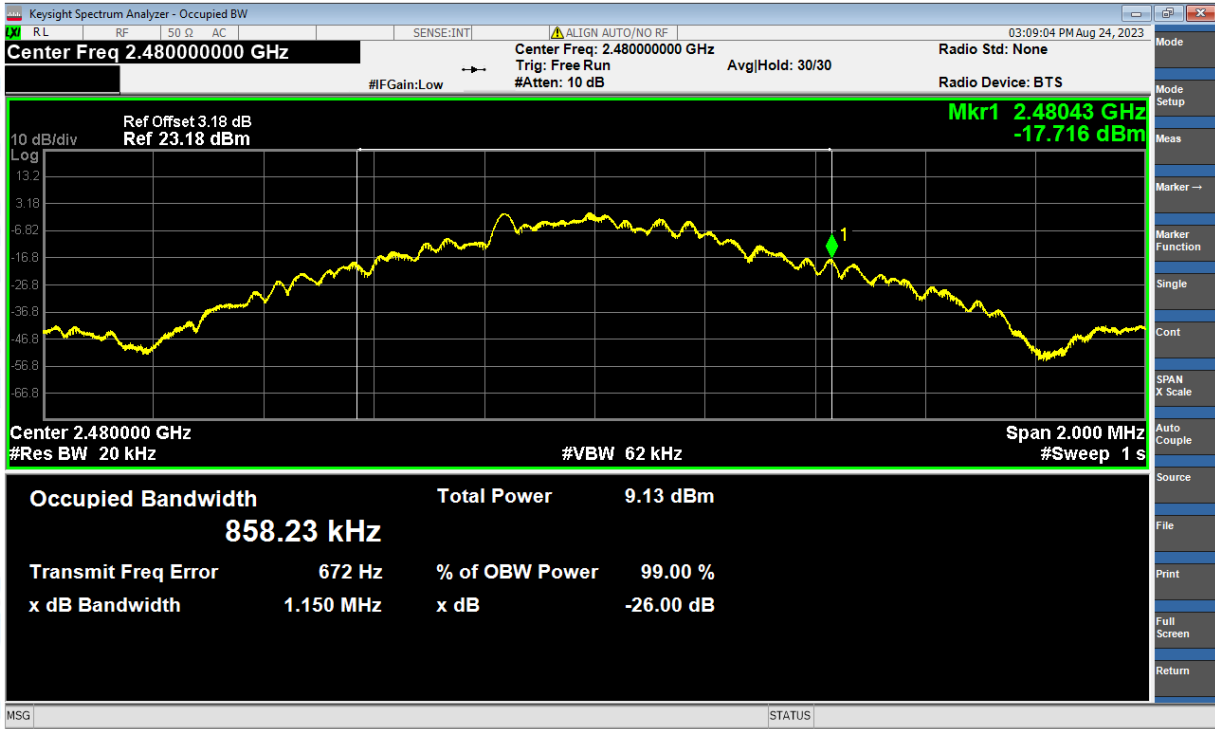 Keysight Spectrum Analyzer - Occupied BW
LXI RL RF 50 Ω AC SENSE:INT ALIGN AUTO/NO RF 03:09:04 PM Aug 24, 2023
Center Freq 2.480000000 GHz
Center Freq: 2.480000000 GHz
Radio Std: None
Trig: Free Run
Avg|Hold: 30/30
#IFGain:Low
#Atten: 10 dB
Radio Device: BTS
Mkr1 2.48043 GHz
-17.716 dBm
Ref Offset 3.18 dB
10 dB/div Ref 23.18 dBm
Log
13.2
3.18
-6.82
-16.8
-26.8
-36.8
-46.8
-56.8
-66.8
1
Center 2.480000 GHz Span 2.000 MHz
#Res BW 20 kHz #VBW 62 kHz #Sweep 1 s
Occupied Bandwidth Total Power 9.13 dBm
858.23 kHz
Transmit Freq Error 672 Hz % of OBW Power 99.00 %
x dB Bandwidth 1.150 MHz x dB -26.00 dB
Mode
Mode
Setup
Meas
Marker →
Marker
Function
Single
Cont
SPAN
X Scale
Auto
Couple
Source
File
Print
Full
Screen
Return
MSG STATUS